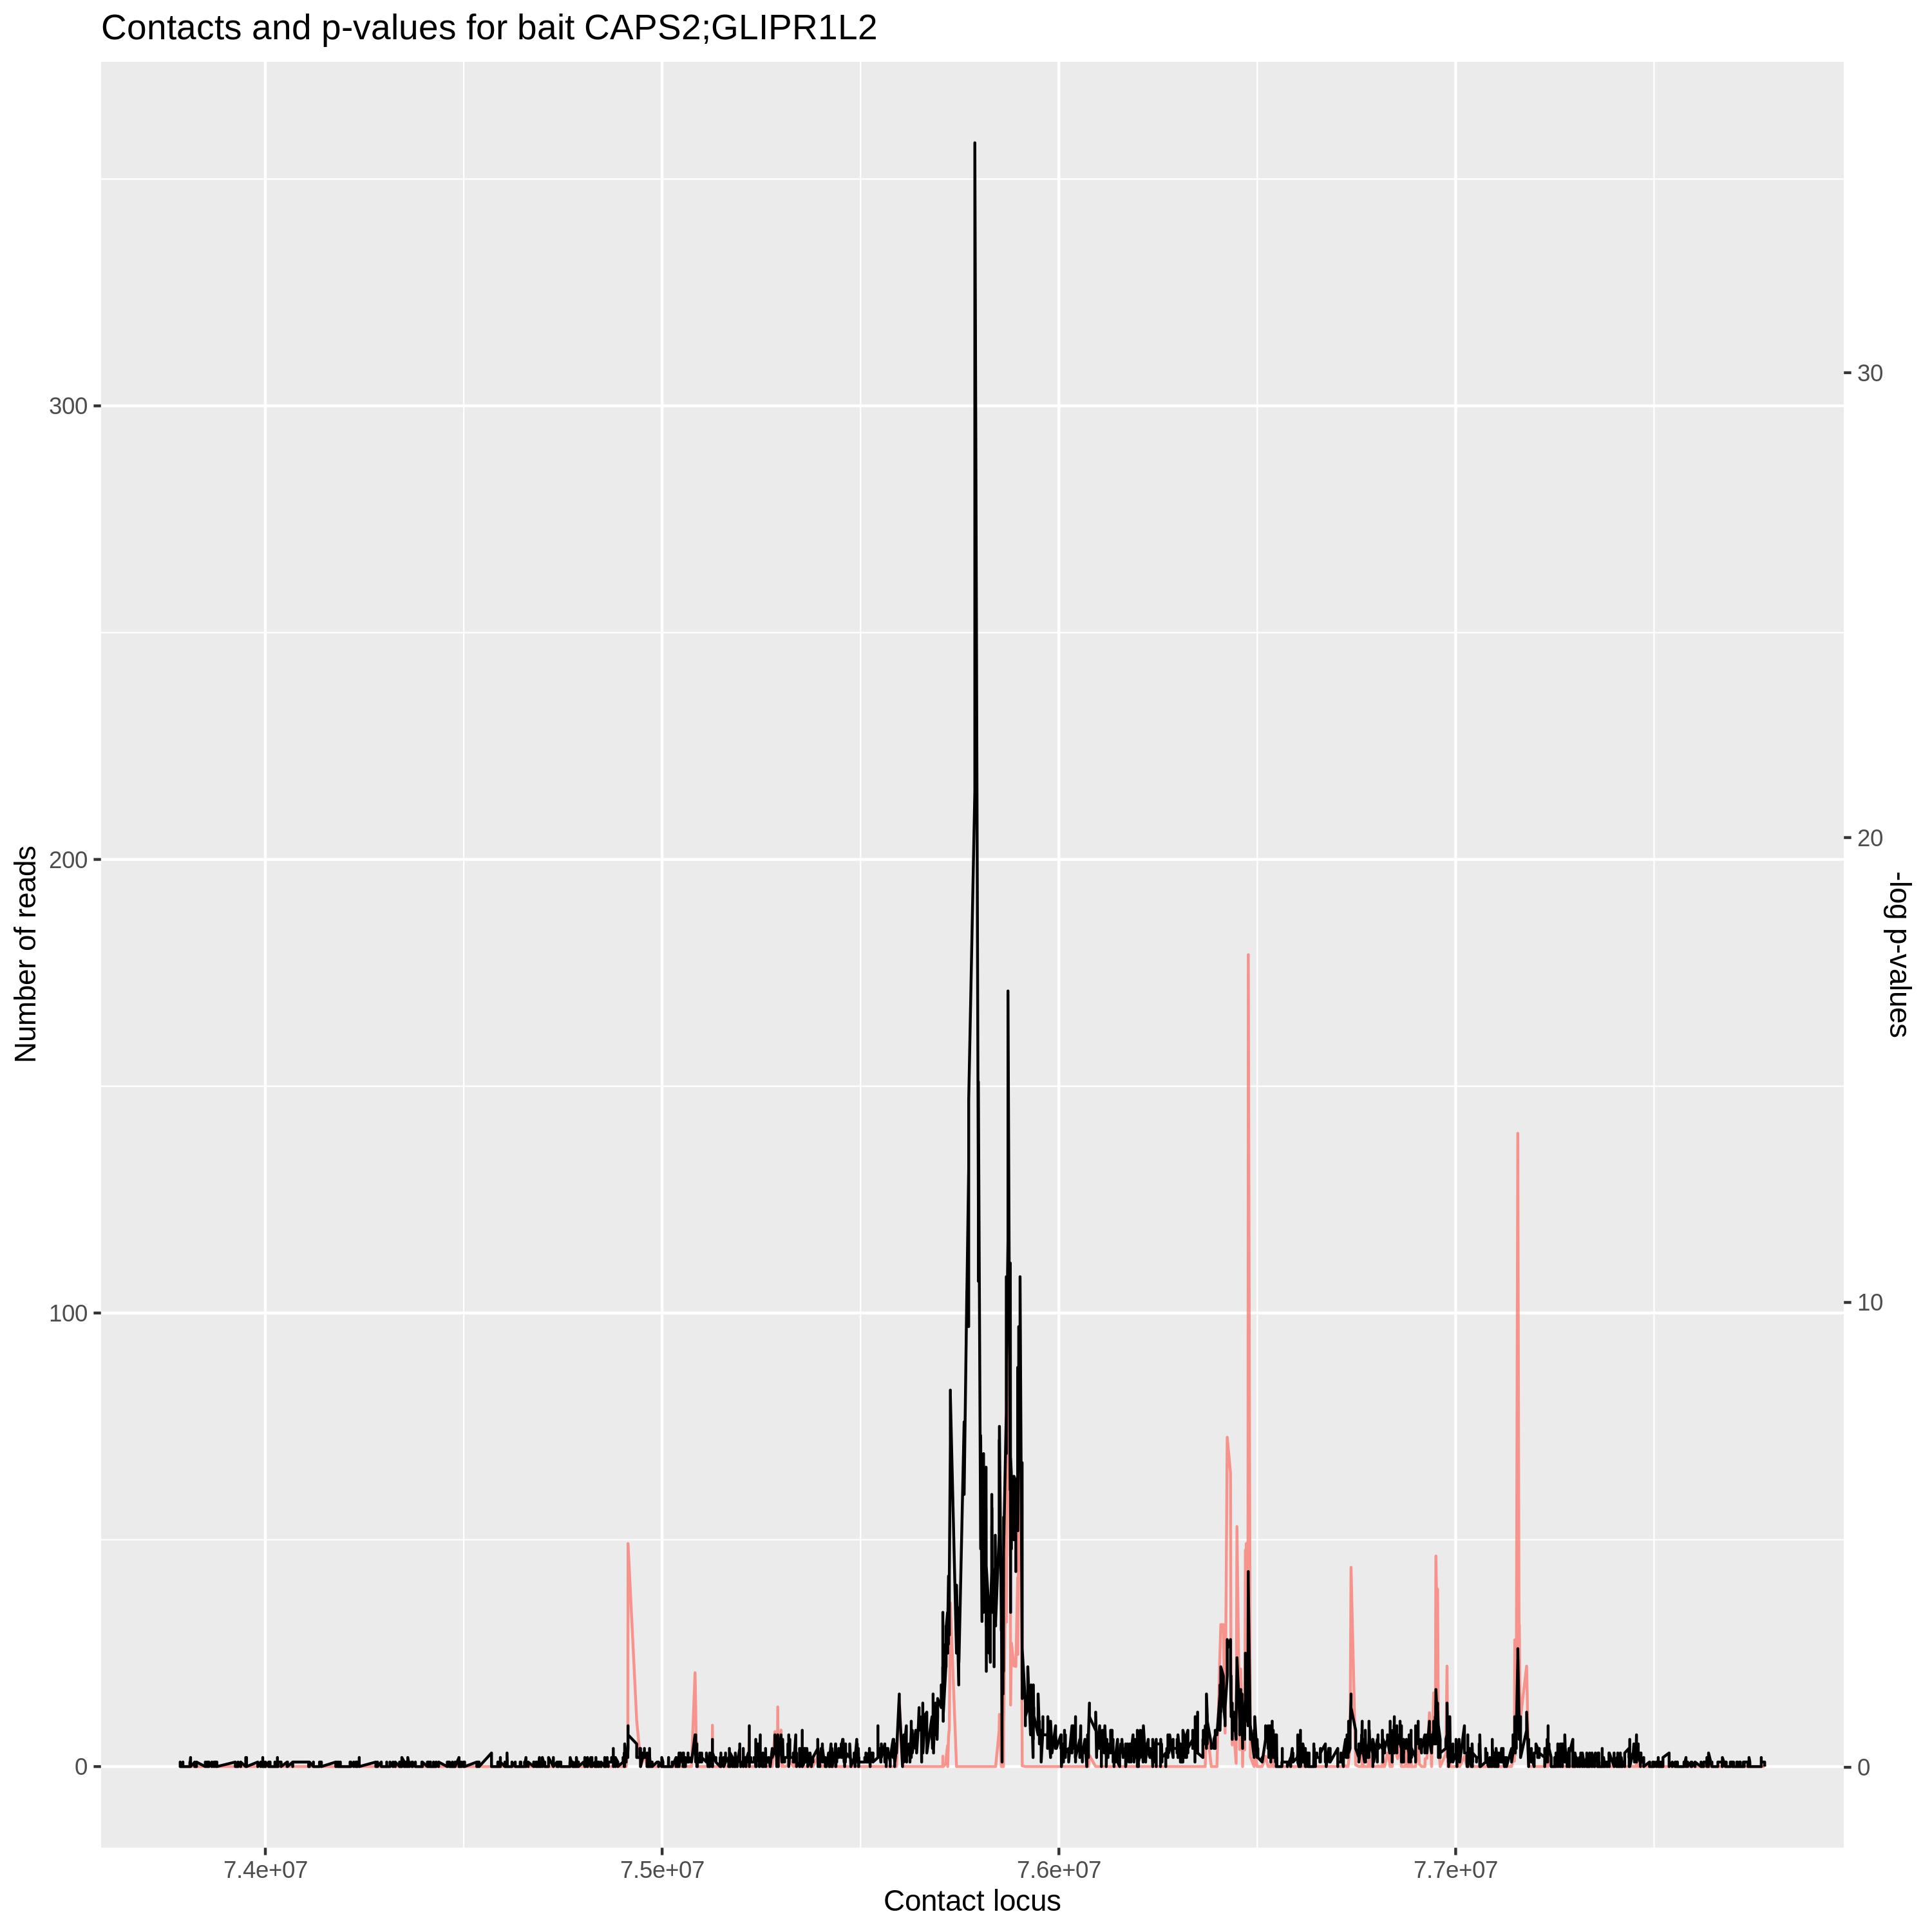 Contacts and p-values for bait CAPS2;GLIPR1L2
Number of reads
300
200
100
0
30
20
10
0
-log p-values
7.4e+07
7.5e+07
7.6e+07
7.7e+07
Contact locus